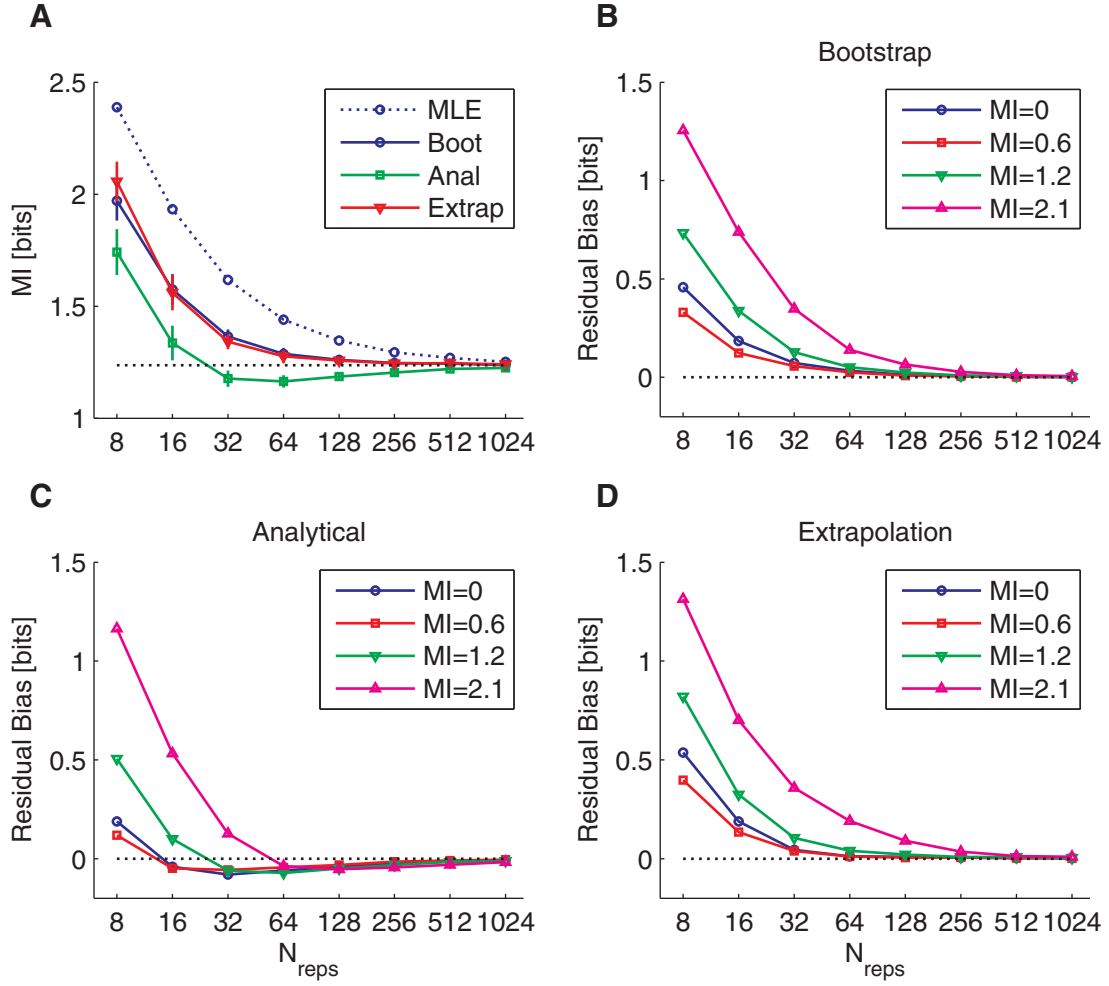 A
2.5
2
1.5
1
MI [bits]
MLE
Boot
Anal
Extrap
8 16 32 64 128 256 512 1024
B
Bootstrap
1.5
1
0.5
0
Residual Bias [bits]
MI=0
MI=0.6
MI=1.2
MI=2.1
8 16 32 64 128 256 512 1024
C
Analytical
1.5
1
0.5
0
Residual Bias [bits]
MI=0
MI=0.6
MI=1.2
MI=2.1
8 16 32 64 128 256 512 1024
N_reps
D
Extrapolation
1.5
1
0.5
0
Residual Bias [bits]
MI=0
MI=0.6
MI=1.2
MI=2.1
8 16 32 64 128 256 512 1024
N_reps